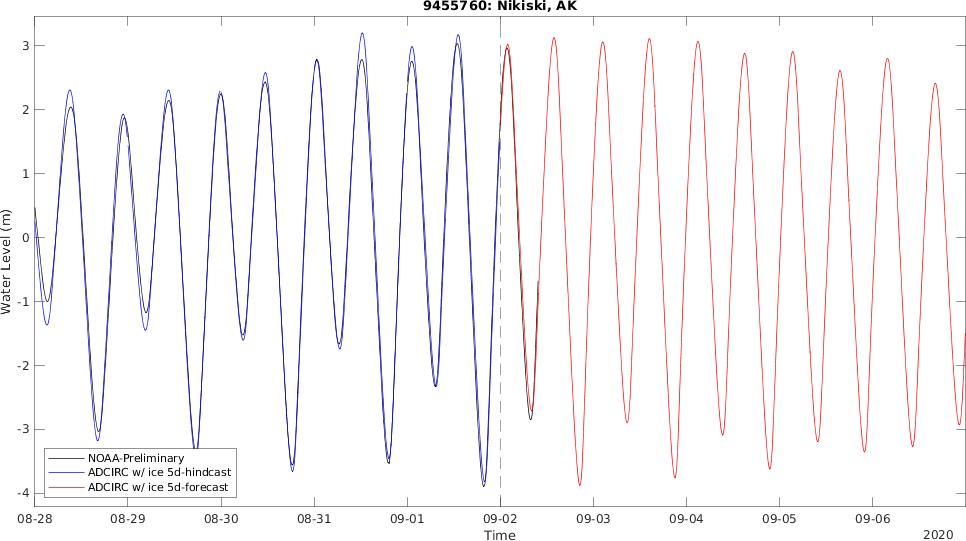 9455760: Nikiski, AK
Water Level (m)
3
2
1
0
-1
-2
-3
-4
NOAA-Preliminary
ADCIRC w/ ice 5d-hindcast
ADCIRC w/ ice 5d-forecast
08-28 08-29 08-30 08-31 09-01 09-02 09-03 09-04 09-05 09-06
Time
2020